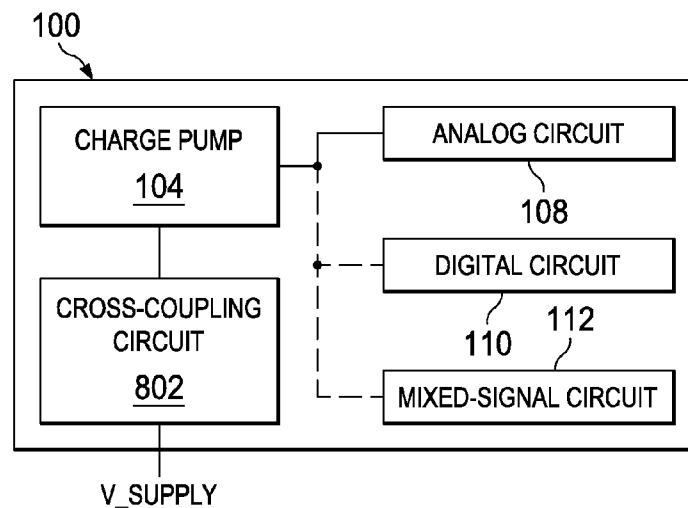 100
CHARGE PUMP
104
ANALOG CIRCUIT
108
CROSS-COUPLING
CIRCUIT
802
DIGITAL CIRCUIT
110
112
MIXED-SIGNAL CIRCUIT
V_SUPPLY